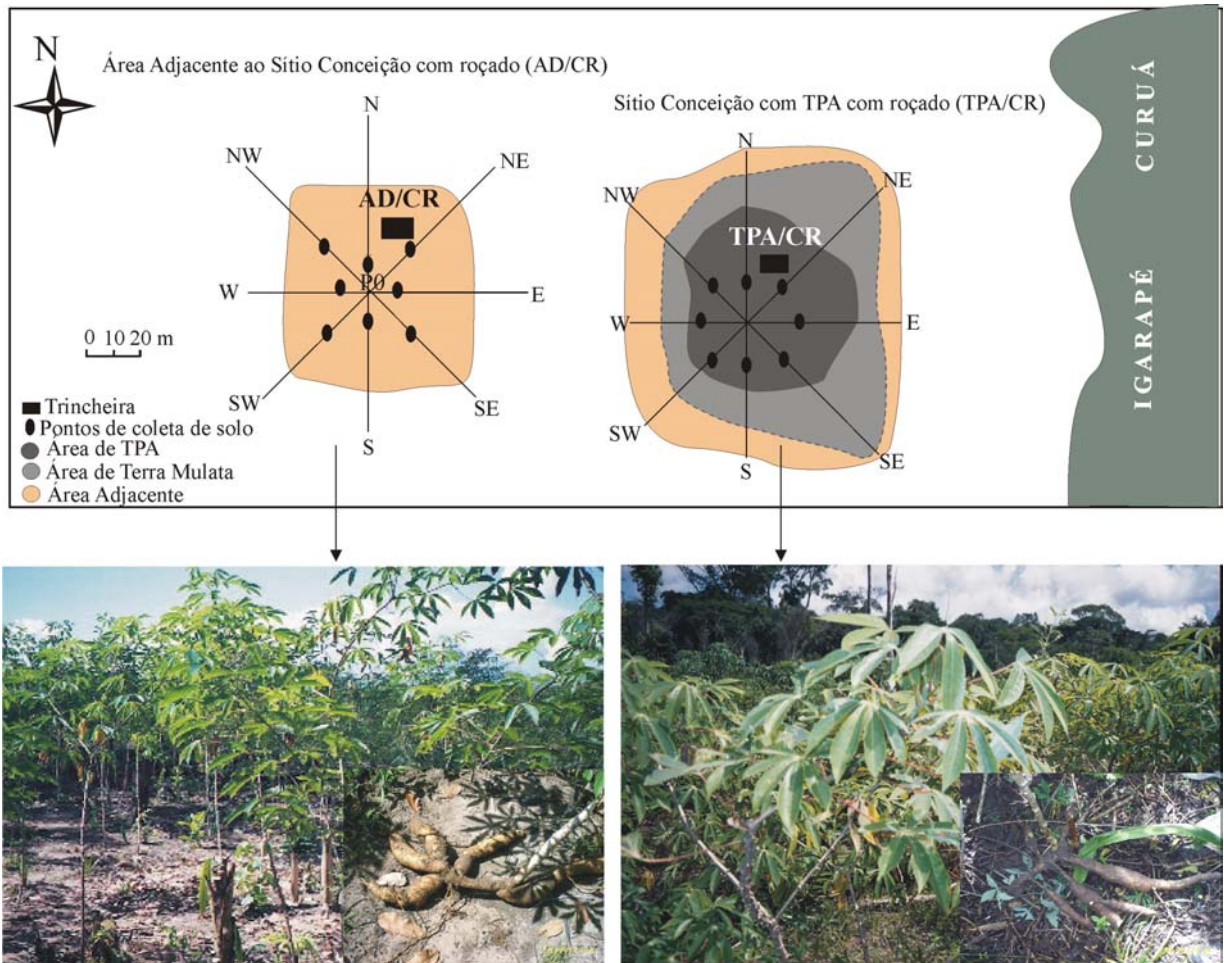 N
Área Adjacente ao Sítio Conceição com roçado (AD/CR)
N
NW
NE
AD/CR
P0
W
E
SW
SE
S
0 10 20 m
Trincheira
Pontos de coleta de solo
Área de TPA
Área de Terra Mulata
Área Adjacente
Sítio Conceição com TPA com roçado (TPA/CR)
N
NW
NE
TPA/CR
W
E
SW
SE
S
IGARAPÉ CURUÁ